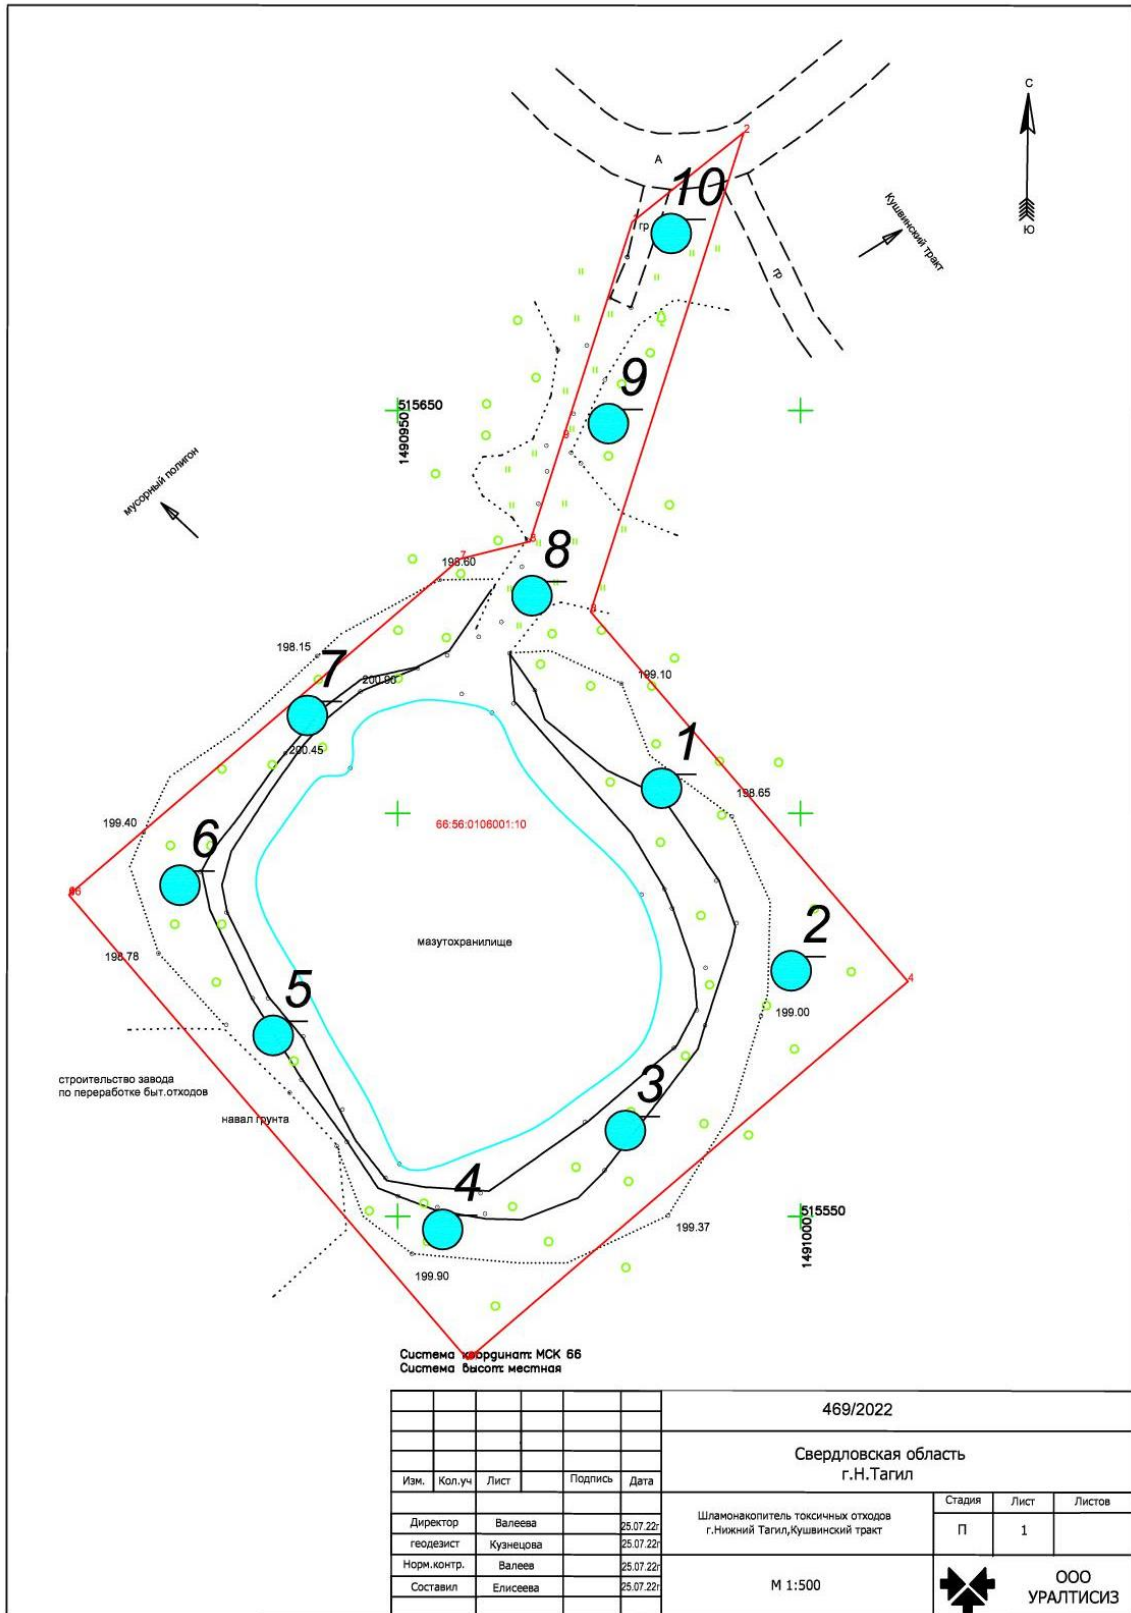 2
С
А
10
гр
Ю
Кушвинский тракт
гр
9
515650
1490950
9
мусорный полигон
8
7
198.60
3
198.15
7
200.90
199.10
200.45
1
198.65
199.40
66:56:0106001:10
6
мазутохранилище
2
198.78
4
5
199.00
строительство завода
по переработке быт.отходов
навал грунта
3
4
515550
1491000
199.37
199.90
Система координат: МСК 66
Система высот: местная
469/2022
Свердловская область
г.Н.Тагил
Изм. Кол.уч Лист Подпись Дата
Шламонакопитель токсичных отходов
г.Нижний Тагил,Кушвинский тракт
Стадия Лист Листов
П 1
Директор Валеева 25.07.22г
геодезист Кузнецова 25.07.22г
Норм.контр. Валеев 25.07.22г
Составил Елисеева 25.07.22г
М 1:500
ООО
УРАЛТИСИЗ